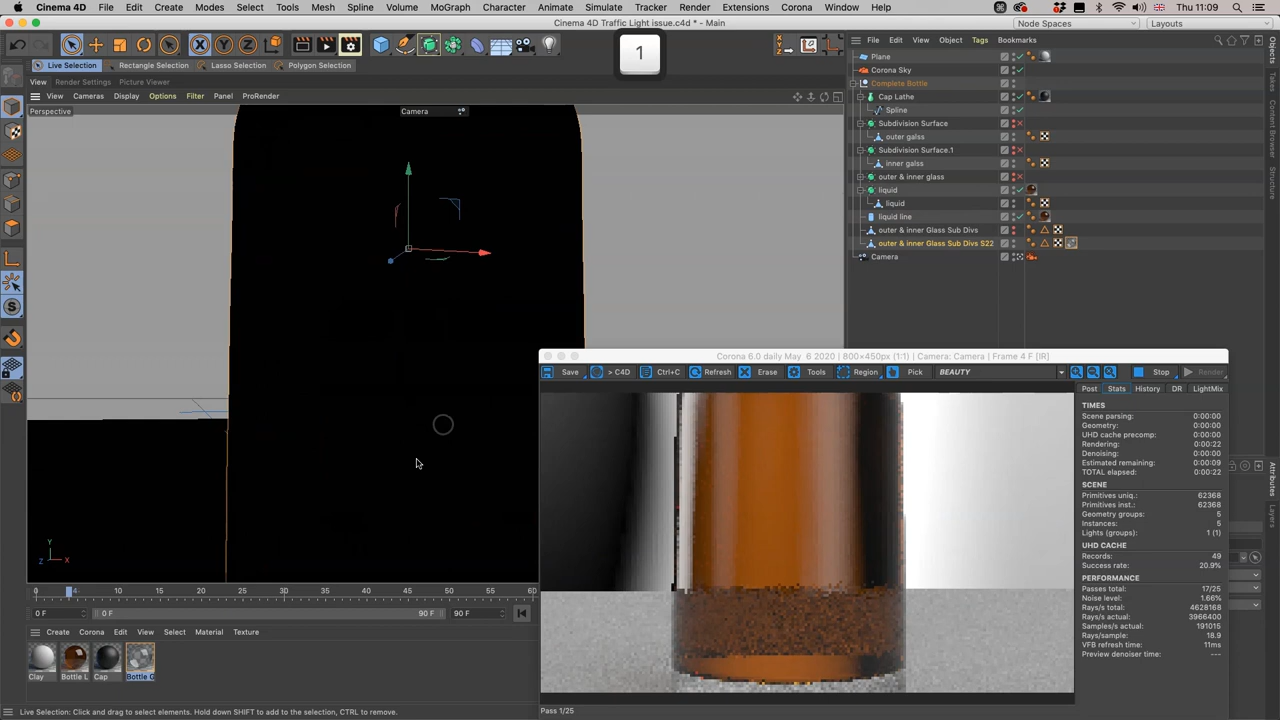 Cinema 4D File Edit Create Modes Select Tools Mesh Spline Volume MoGraph Character Animate Simulate Tracker Render Extensions Corona Window Help Thu 11:09
Cinema 4D Traffic Light issue.c4d * - Main Node Spaces Layouts
X Y Z
Live Selection Rectangle Selection Lasso Selection Polygon Selection
1
File Edit View Object Tags Bookmarks
View Render Settings Picture Viewer
View Cameras Display Options Filter Panel ProRender
Perspective Camera
Plane
Corona Sky
Complete Bottle
Cap Lathe
Spline
Subdivision Surface
outer galss
Subdivision Surface.1
inner galss
outer & inner glass
liquid
liquid
liquid line
outer & inner Glass Sub Divs
outer & inner Glass Sub Divs S22
Camera
Objects
Takes
Content Browser
Structure
Attributes
Layers
Corona 6.0 daily May 6 2020 | 800×450px (1:1) | Camera: Camera | Frame 4 F [IR]
Save > C4D Ctrl+C Refresh Erase Tools Region Pick BEAUTY Stop Render
Post Stats History DR LightMix
TIMES
Scene parsing: 0:00:00
Geometry: 0:00:00
UHD cache precomp: 0:00:00
Rendering: 0:00:22
Denoising: 0:00:00
Estimated remaining: 0:00:09
TOTAL elapsed: 0:00:22
SCENE
Primitives uniq.: 62368
Primitives inst.: 62368
Geometry groups: 5
Instances: 5
Lights (groups): 1 (1)
UHD CACHE
Records: 49
Success rate: 20.9%
PERFORMANCE
Passes total: 17/25
Noise level: 1.66%
Rays/s total: 4628168
Rays/s actual: 3966400
Samples/s actual: 191015
Rays/sample: 18.9
VFB refresh time: 11ms
Preview denoiser time: ---
Pass 1/25
Y
Z X
0 4 10 20 30 40 50 60 70 80 90
0 F 0 F 90 F 90 F
Create Corona Edit View Select Material Texture
Clay Bottle L Cap Bottle G
Live Selection: Click and drag to select elements. Hold down SHIFT to add to the selection, CTRL to remove.